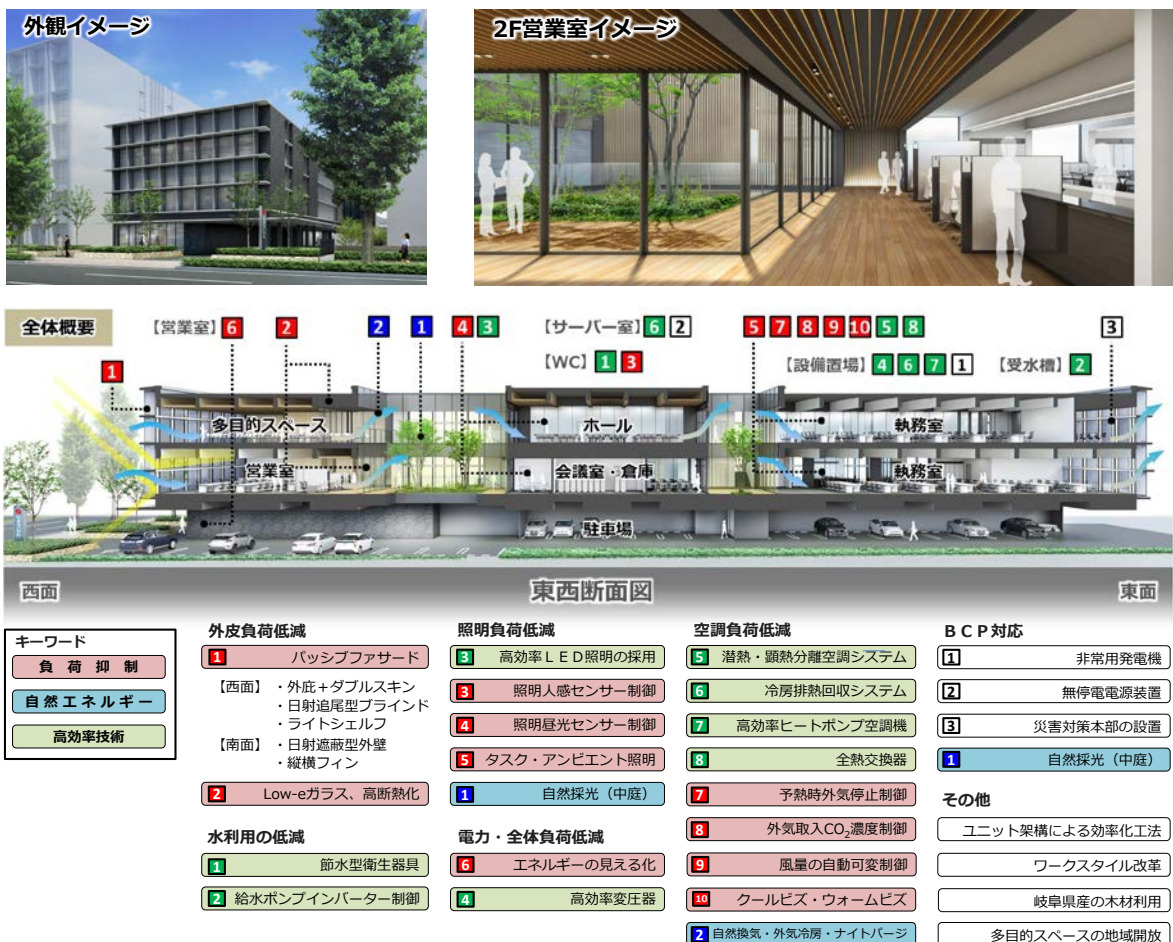 外観イメージ
2F営業室イメージ
全体概要
【営業室】6
2
2
1
4 3
【サーバー室】6 2
5 7 8 9 10 5 8
3
【WC】1 3
【設備置場】4 6 7 1
【受水槽】2
1
多目的スペース
ホール
執務室
営業室
会議室・倉庫
執務室
駐車場
西面
東西断面図
東面
キーワード
負荷抑制
自然エネルギー
高効率技術
外皮負荷低減
1 パッシブファサード
【西面】・外庇＋ダブルスキン
・日射追尾型ブラインド
・ライトシェルフ
【南面】・日射遮蔽型外壁
・縦横フィン
2 Low-eガラス、高断熱化
水利用の低減
1 節水型衛生器具
2 給水ポンプインバーター制御
照明負荷低減
3 高効率ＬＥＤ照明の採用
3 照明人感センサー制御
4 照明昼光センサー制御
5 タスク・アンビエント照明
1 自然採光（中庭）
電力・全体負荷低減
6 エネルギーの見える化
4 高効率変圧器
空調負荷低減
5 潜熱・顕熱分離空調システム
6 冷房排熱回収システム
7 高効率ヒートポンプ空調機
8 全熱交換器
7 予熱時外気停止制御
8 外気取入CO2濃度制御
9 風量の自動可変制御
10 クールビズ・ウォームビズ
2 自然換気・外気冷房・ナイトパージ
ＢＣＰ対応
1 非常用発電機
2 無停電電源装置
3 災害対策本部の設置
1 自然採光（中庭）
その他
ユニット架構による効率化工法
ワークスタイル改革
岐阜県産の木材利用
多目的スペースの地域開放